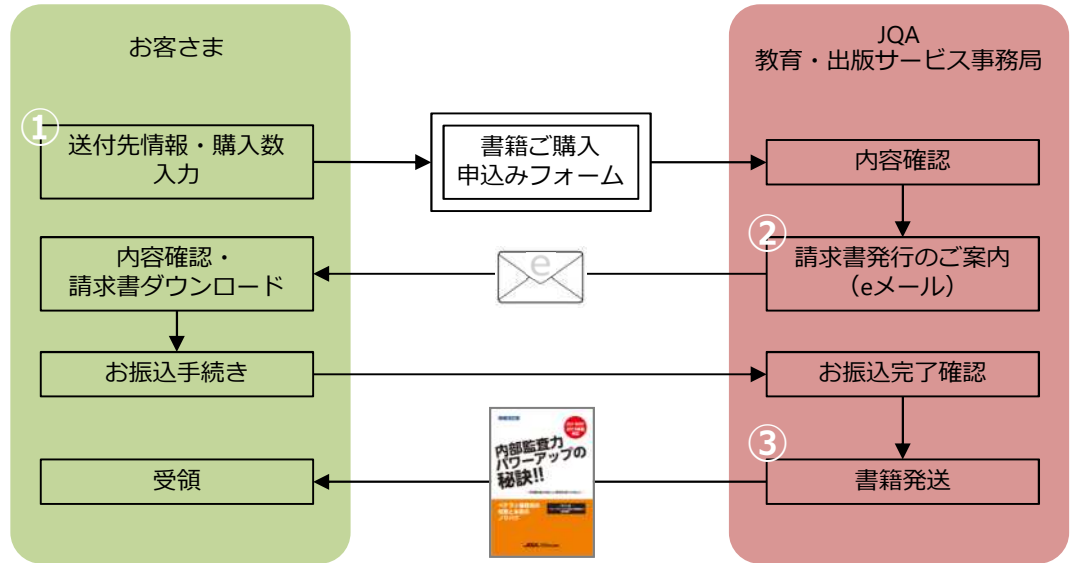 お客さま
JQA
教育・出版サービス事務局
①
送付先情報・購入数
入力
書籍ご購入
申込みフォーム
内容確認
②
請求書発行のご案内
（eメール）
e
内容確認・
請求書ダウンロード
お振込手続き
お振込完了確認
③
書籍発送
内部監査力
パワーアップの
秘訣!!
受領